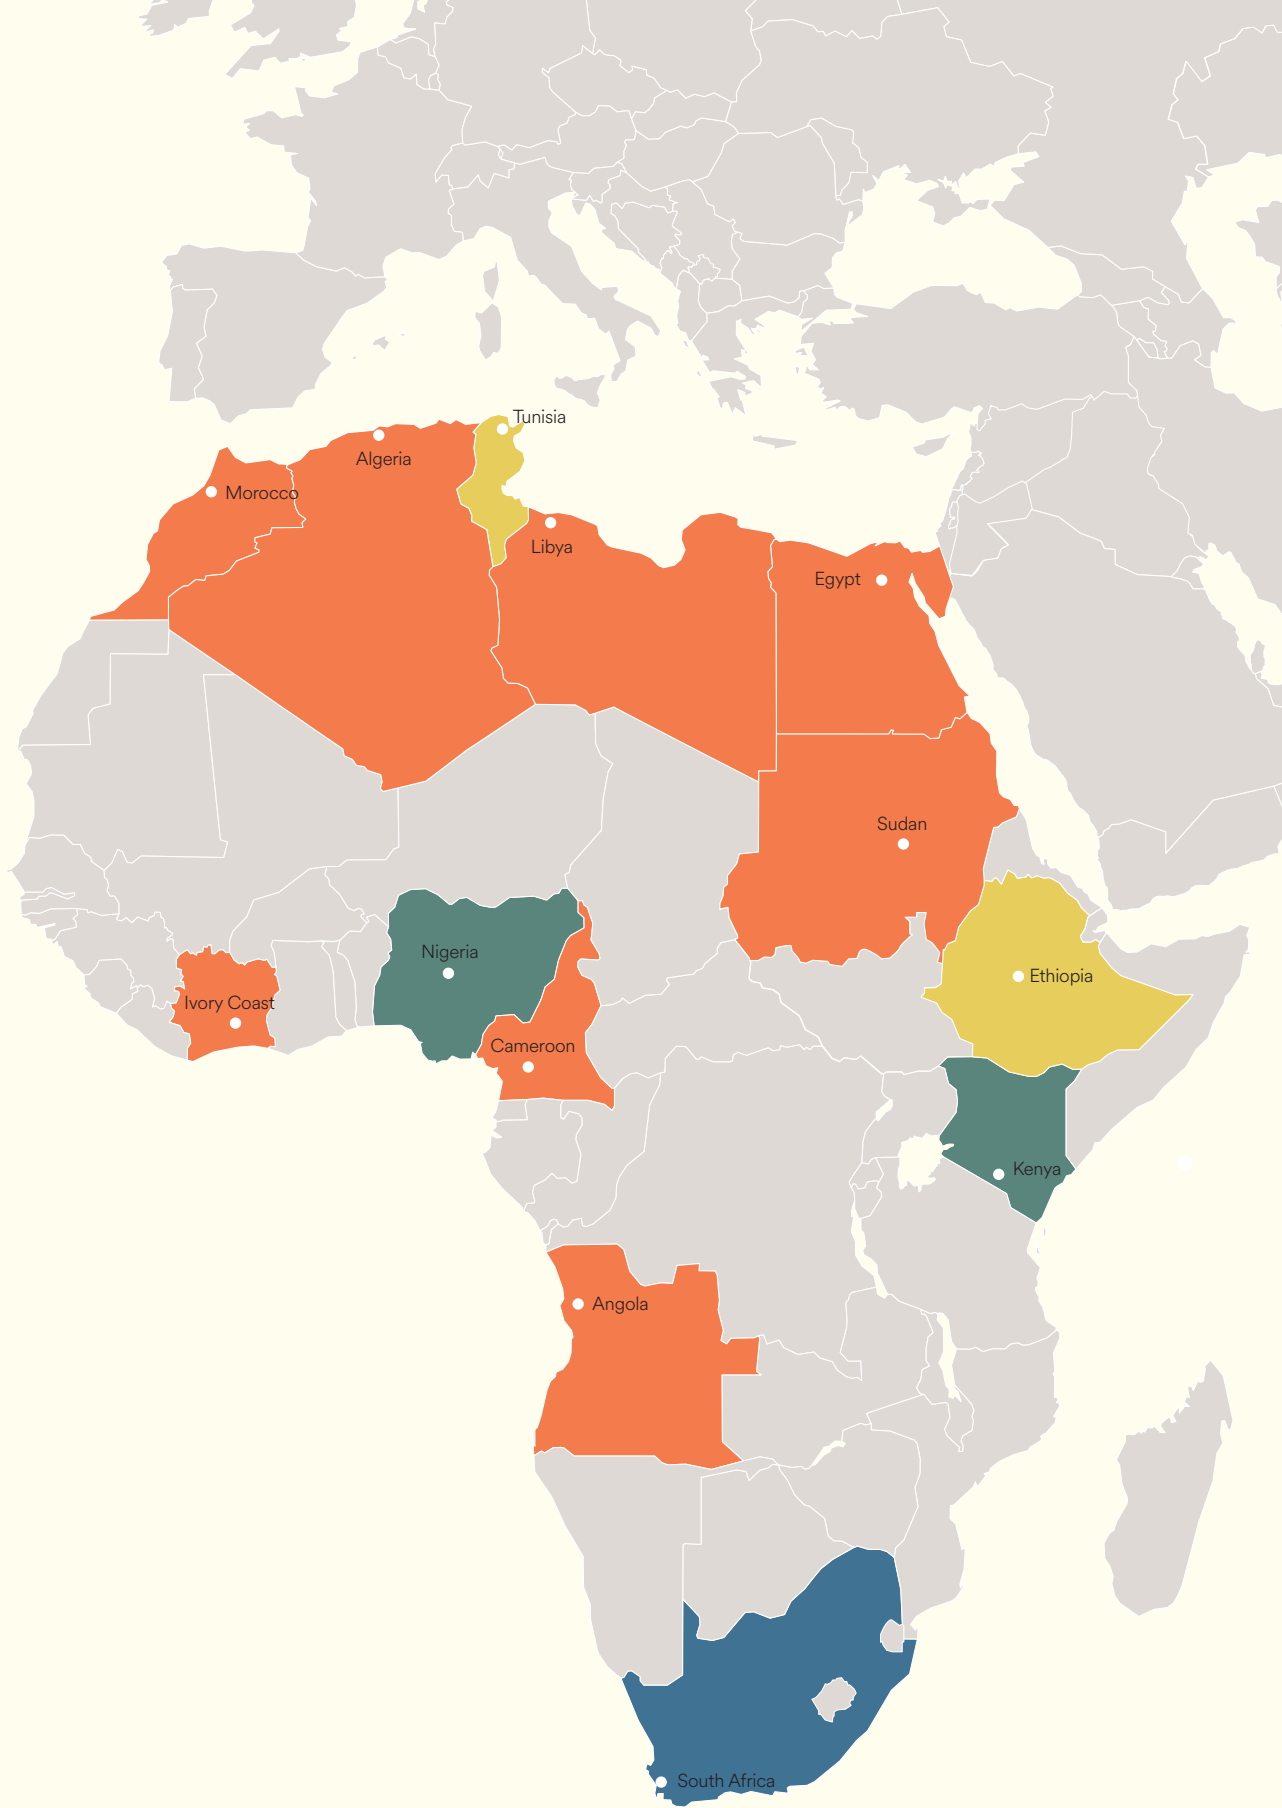 Tunisia
Algeria
Morocco
Libya
Egypt
Sudan
Nigeria
Ethiopia
Ivory Coast
Cameroon
Kenya
Angola
South Africa